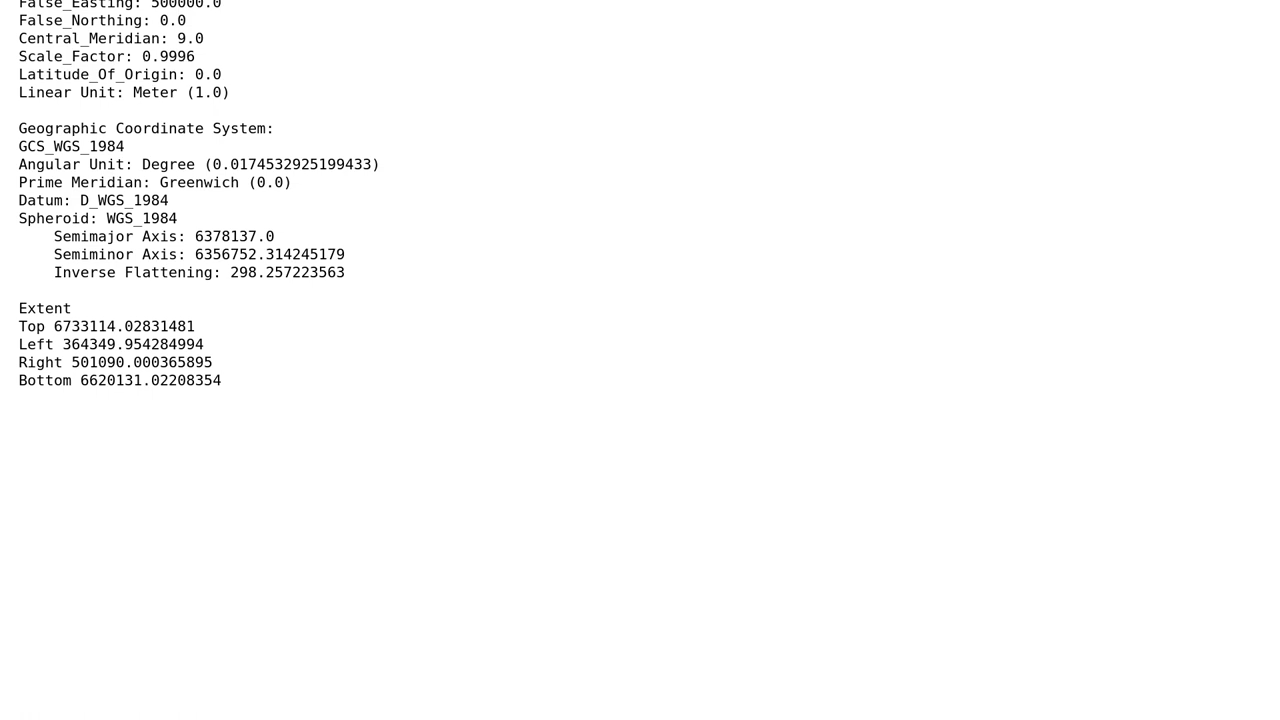 False_Easting: 500000.0
False_Northing: 0.0
Central_Meridian: 9.0
Scale_Factor: 0.9996
Latitude_Of_Origin: 0.0
Linear Unit: Meter (1.0)

Geographic Coordinate System:
GCS_WGS_1984
Angular Unit: Degree (0.0174532925199433)
Prime Meridian: Greenwich (0.0)
Datum: D_WGS_1984
Spheroid: WGS_1984
    Semimajor Axis: 6378137.0
    Semiminor Axis: 6356752.314245179
    Inverse Flattening: 298.257223563

Extent
Top 6733114.02831481
Left 364349.954284994
Right 501090.000365895
Bottom 6620131.02208354